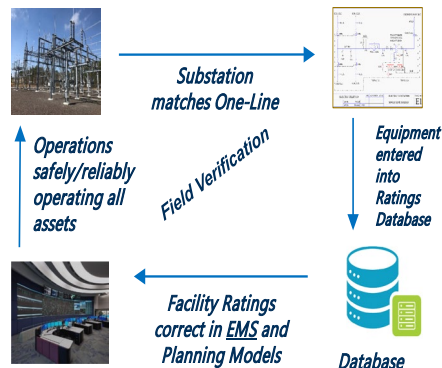 Substation
matches One-Line
Equipment
entered
into
Ratings
Database
Operations
safely/reliably
operating all
assets
Field Verification
Facility Ratings
correct in EMS and
Planning Models
Database